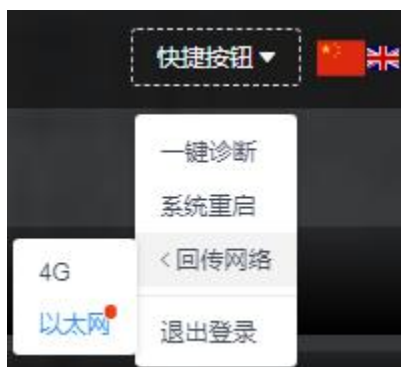 快捷按钮
一键诊断
系统重启
<回传网络
退出登录
4G
以太网